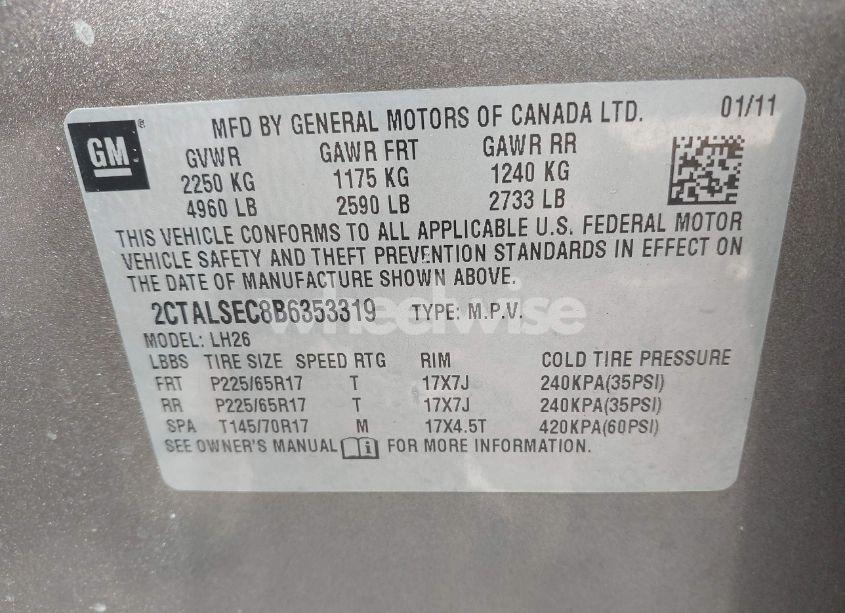 MFD BY GENERAL MOTORS OF CANADA LTD. 01/11
GM®
GVWR GAWR FRT GAWR RR
2250 KG 1175 KG 1240 KG
4960 LB 2590 LB 2733 LB
THIS VEHICLE CONFORMS TO ALL APPLICABLE U.S. FEDERAL MOTOR
VEHICLE SAFETY AND THEFT PREVENTION STANDARDS IN EFFECT ON
THE DATE OF MANUFACTURE SHOWN ABOVE.
2CTALSEC8B6353319 TYPE: M.P.V.
wheelwise
MODEL: LH26
LBBS TIRE SIZE SPEED RTG RIM COLD TIRE PRESSURE
FRT P225/65R17 T 17X7J 240KPA(35PSI)
RR P225/65R17 T 17X7J 240KPA(35PSI)
SPA T145/70R17 M 17X4.5T 420KPA(60PSI)
SEE OWNER'S MANUAL i FOR MORE INFORMATION.